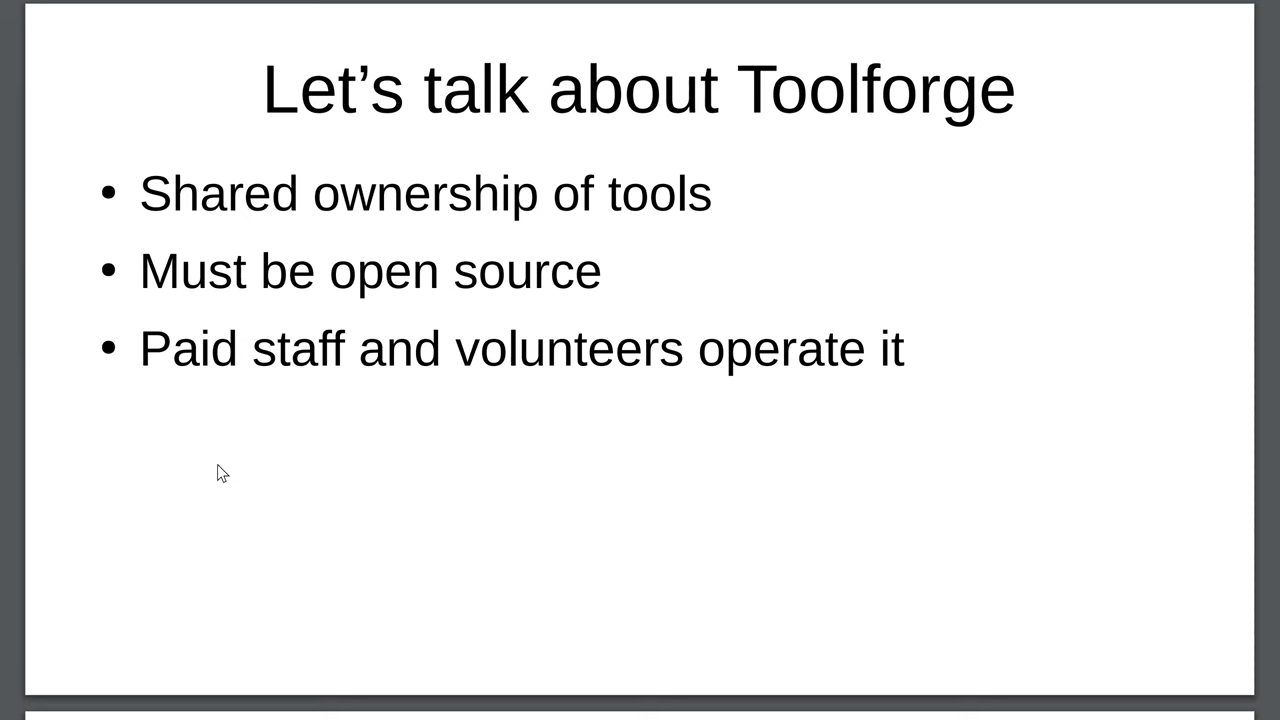 Let’s talk about Toolforge
• Shared ownership of tools
• Must be open source
• Paid staff and volunteers operate it